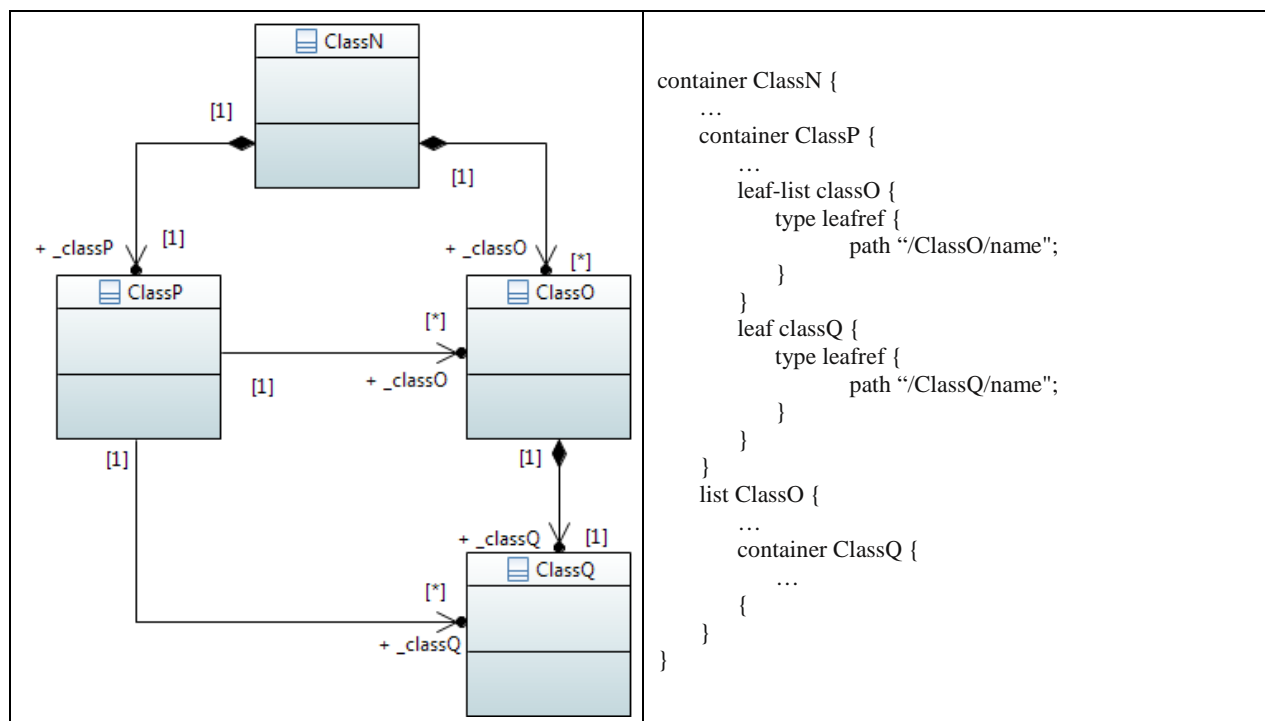 ClassN
[1]
[1]
+ _classP
[1]
+ _classO
[*]
ClassP
ClassO
[*]
[1]
+ _classO
[1]
[1]
+ _classQ
[1]
ClassQ
[*]
+ _classQ
container ClassN {
…
container ClassP {
…
leaf-list classO {
type leafref {
path “/ClassO/name";
}
}
leaf classQ {
type leafref {
path “/ClassQ/name";
}
}
}
list ClassO {
…
container ClassQ {
…
{
}
}